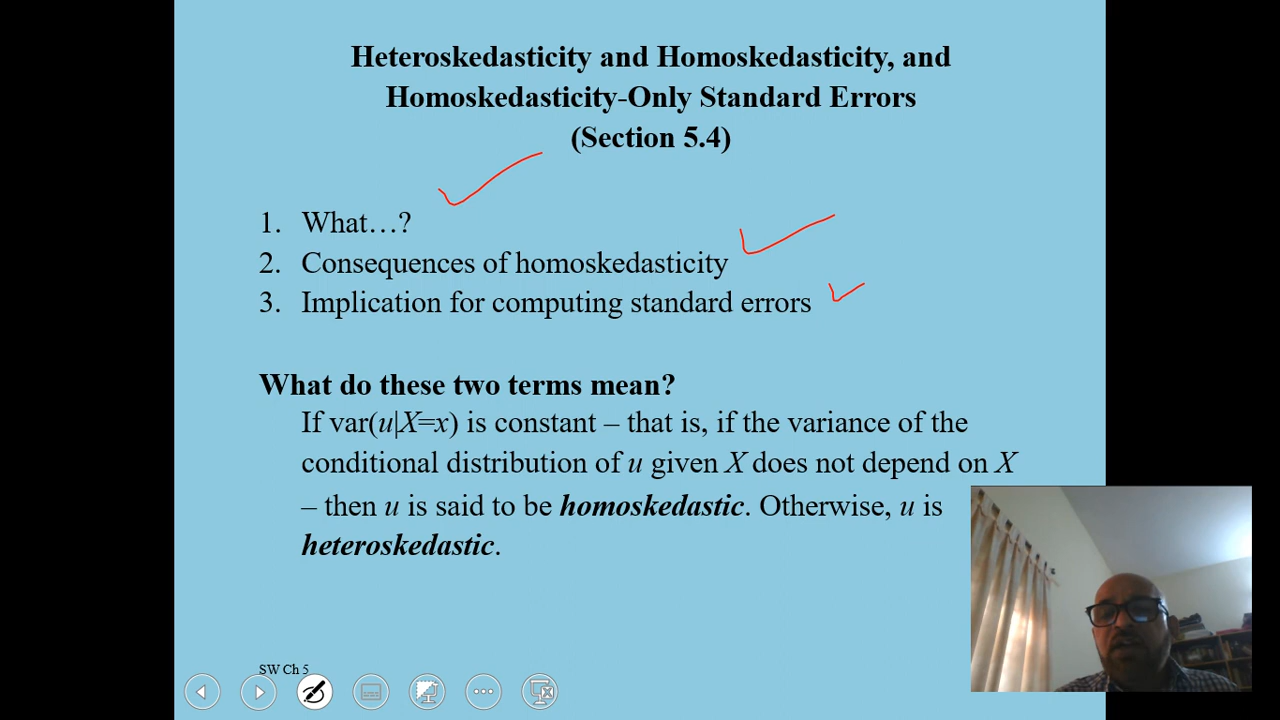 Heteroskedasticity and Homoskedasticity, and
Homoskedasticity-Only Standard Errors
(Section 5.4)
1. What…?
2. Consequences of homoskedasticity
3. Implication for computing standard errors
What do these two terms mean?
If var(u|X=x) is constant – that is, if the variance of the
conditional distribution of u given X does not depend on X
– then u is said to be homoskedastic. Otherwise, u is
heteroskedastic.
SW Ch 5